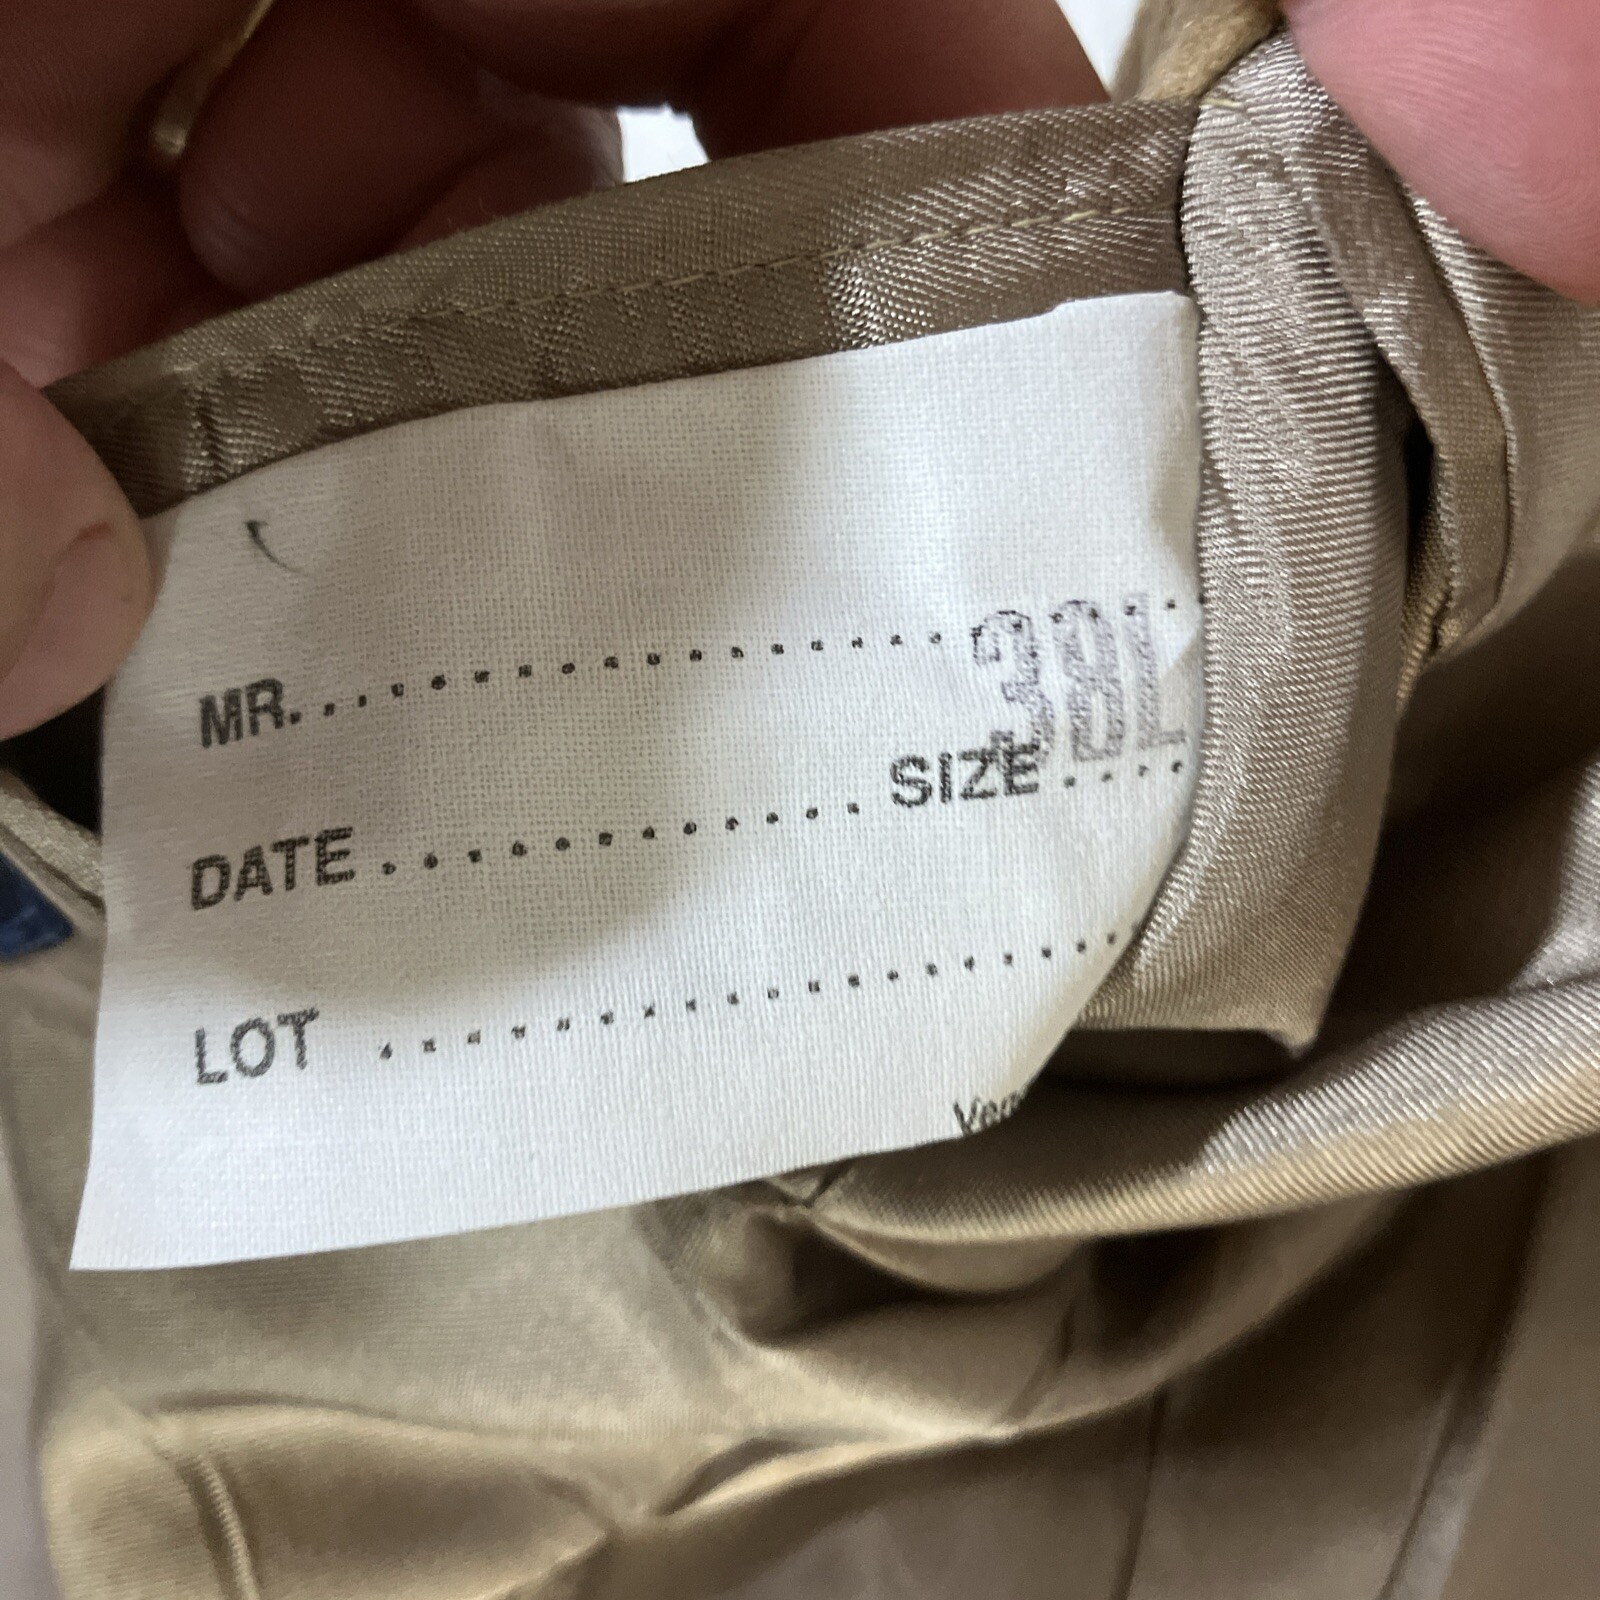 MR. . . . . . . . . . . . . . . . . . . . . .
38L
DATE . . . . . . . . . . . . SIZE . . . .
LOT . . . . . . . . . . . . . . . . . . .